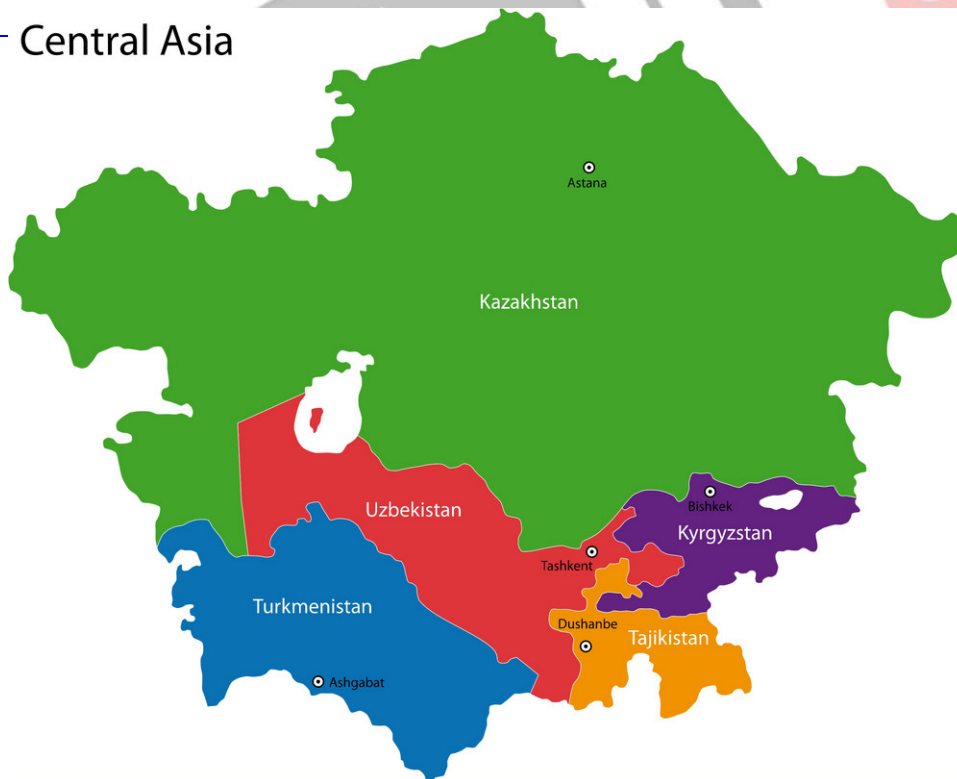 Central Asia
Astana
Kazakhstan
Bishkek
Uzbekistan
Kyrgyzstan
Tashkent
Turkmenistan
Dushanbe
Tajikistan
Ashgabat